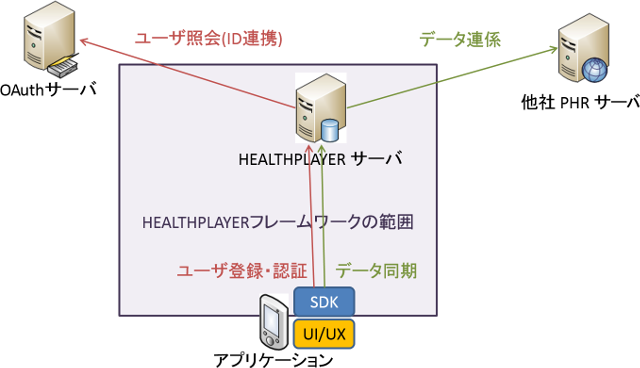 ユーザ照会(ID連携)
データ連係
OAuthサーバ
他社 PHR サーバ
HEALTHPLAYER サーバ
HEALTHPLAYERフレームワークの範囲
ユーザ登録・認証
データ同期
SDK
UI/UX
アプリケーション